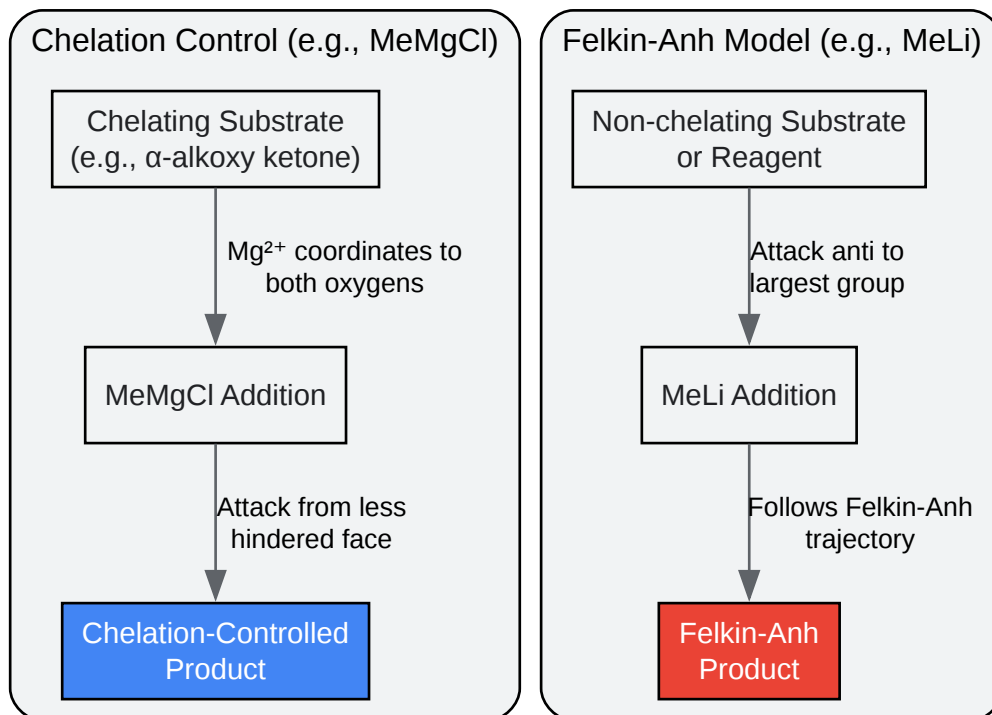 Chelation Control (e.g., MeMgCl)
Chelating Substrate
(e.g., α-alkoxy ketone)
Mg²⁺ coordinates to
both oxygens
MeMgCl Addition
Attack from less
hindered face
Chelation-Controlled
Product
Felkin-Anh Model (e.g., MeLi)
Non-chelating Substrate
or Reagent
Attack anti to
largest group
MeLi Addition
Follows Felkin-Anh
trajectory
Felkin-Anh
Product